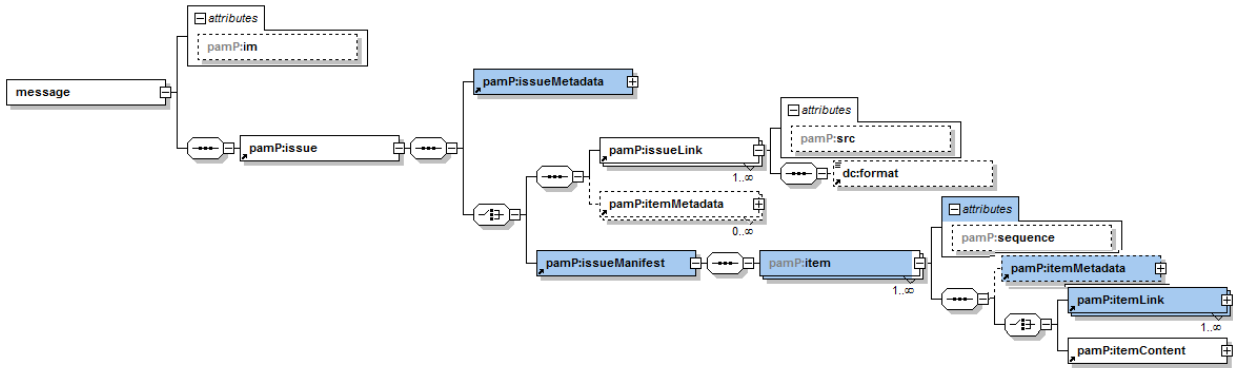 attributes
pamP:im
message
pamP:issueMetadata
pamP:issue
attributes
pamP:src
pamP:issueLink
1..∞
dc:format
pamP:itemMetadata
0..∞
attributes
pamP:sequence
pamP:issueManifest
pamP:item
1..∞
pamP:itemMetadata
pamP:itemLink
1..∞
pamP:itemContent